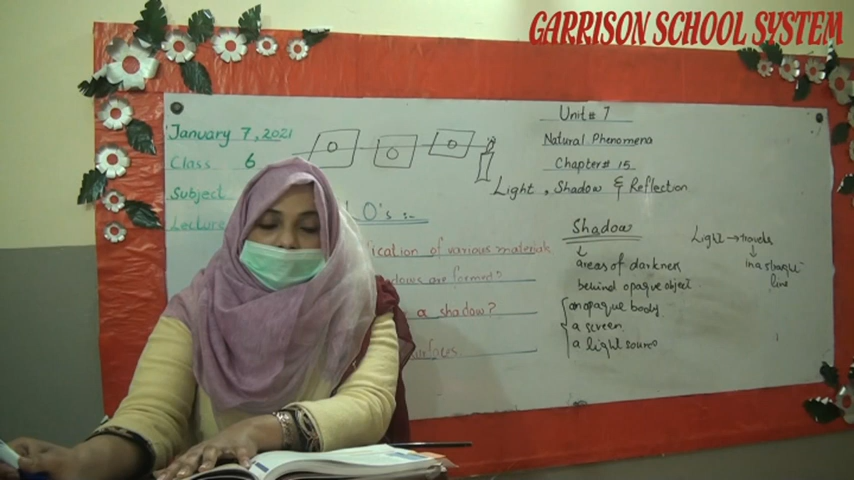 GARRISON SCHOOL SYSTEM
January 7, 2021
Class 6
Subject
Lecture
LO's :-
fication of various materials
dows are formed?
a shadow?
urfaces
Unit# 7
Natural Phenomena
Chapter# 15
Light, Shadow & Reflection
Shadow
areas of darkness
behind opaque object.
an opaque body
a screen
a light source
Light → travels
in a straight
line